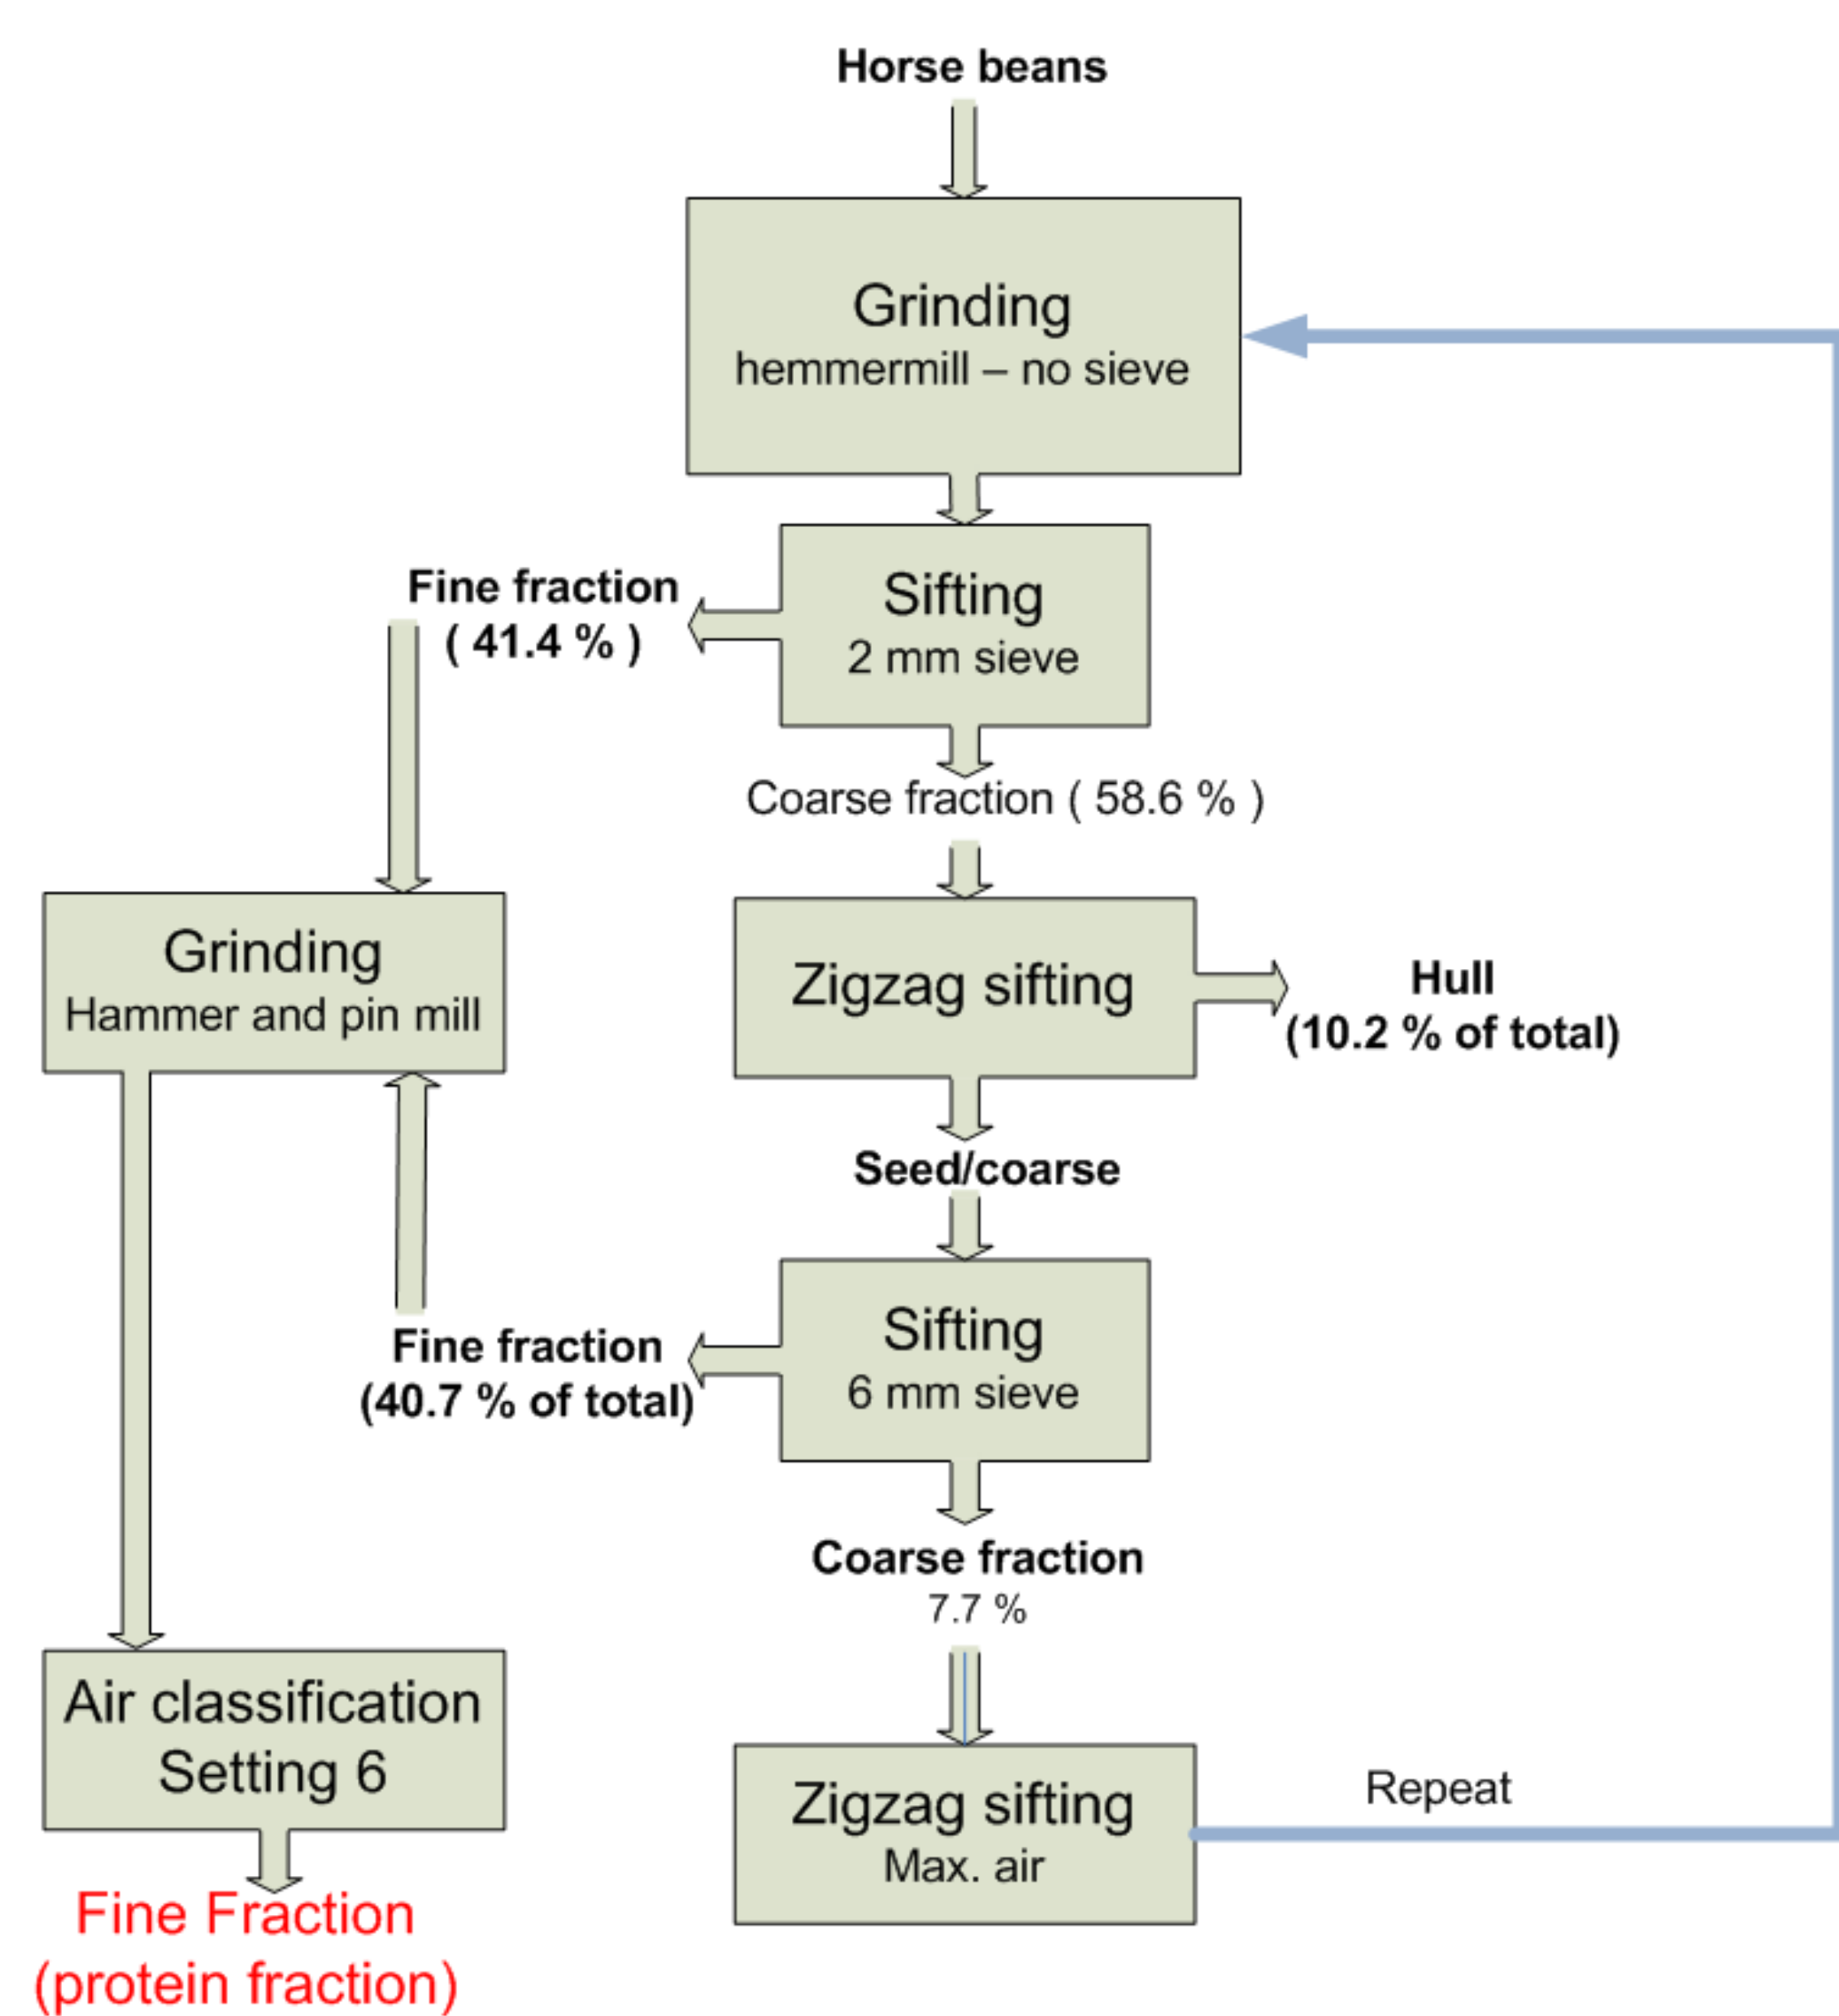 Horse beans
Grinding
hemmermill – no sieve
Sifting
2 mm sieve
Fine fraction
( 41.4 % )
Coarse fraction ( 58.6 % )
Grinding
Hammer and pin mill
Zigzag sifting
Hull
(10.2 % of total)
Seed/coarse
Sifting
6 mm sieve
Fine fraction
(40.7 % of total)
Coarse fraction
7.7 %
Air classification
Setting 6
Zigzag sifting
Max. air
Repeat
Fine Fraction
(protein fraction)